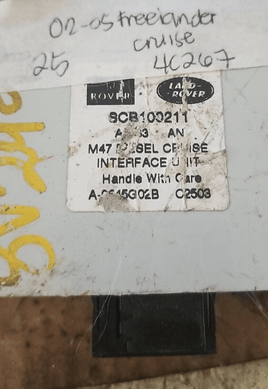 02-05 freelander
cruise
25 4C267
ROVER LAND-
ROVER
SCB100211
AN
M47 DIESEL CRUISE
INTERFACE UNIT
Handle With Care
C2503